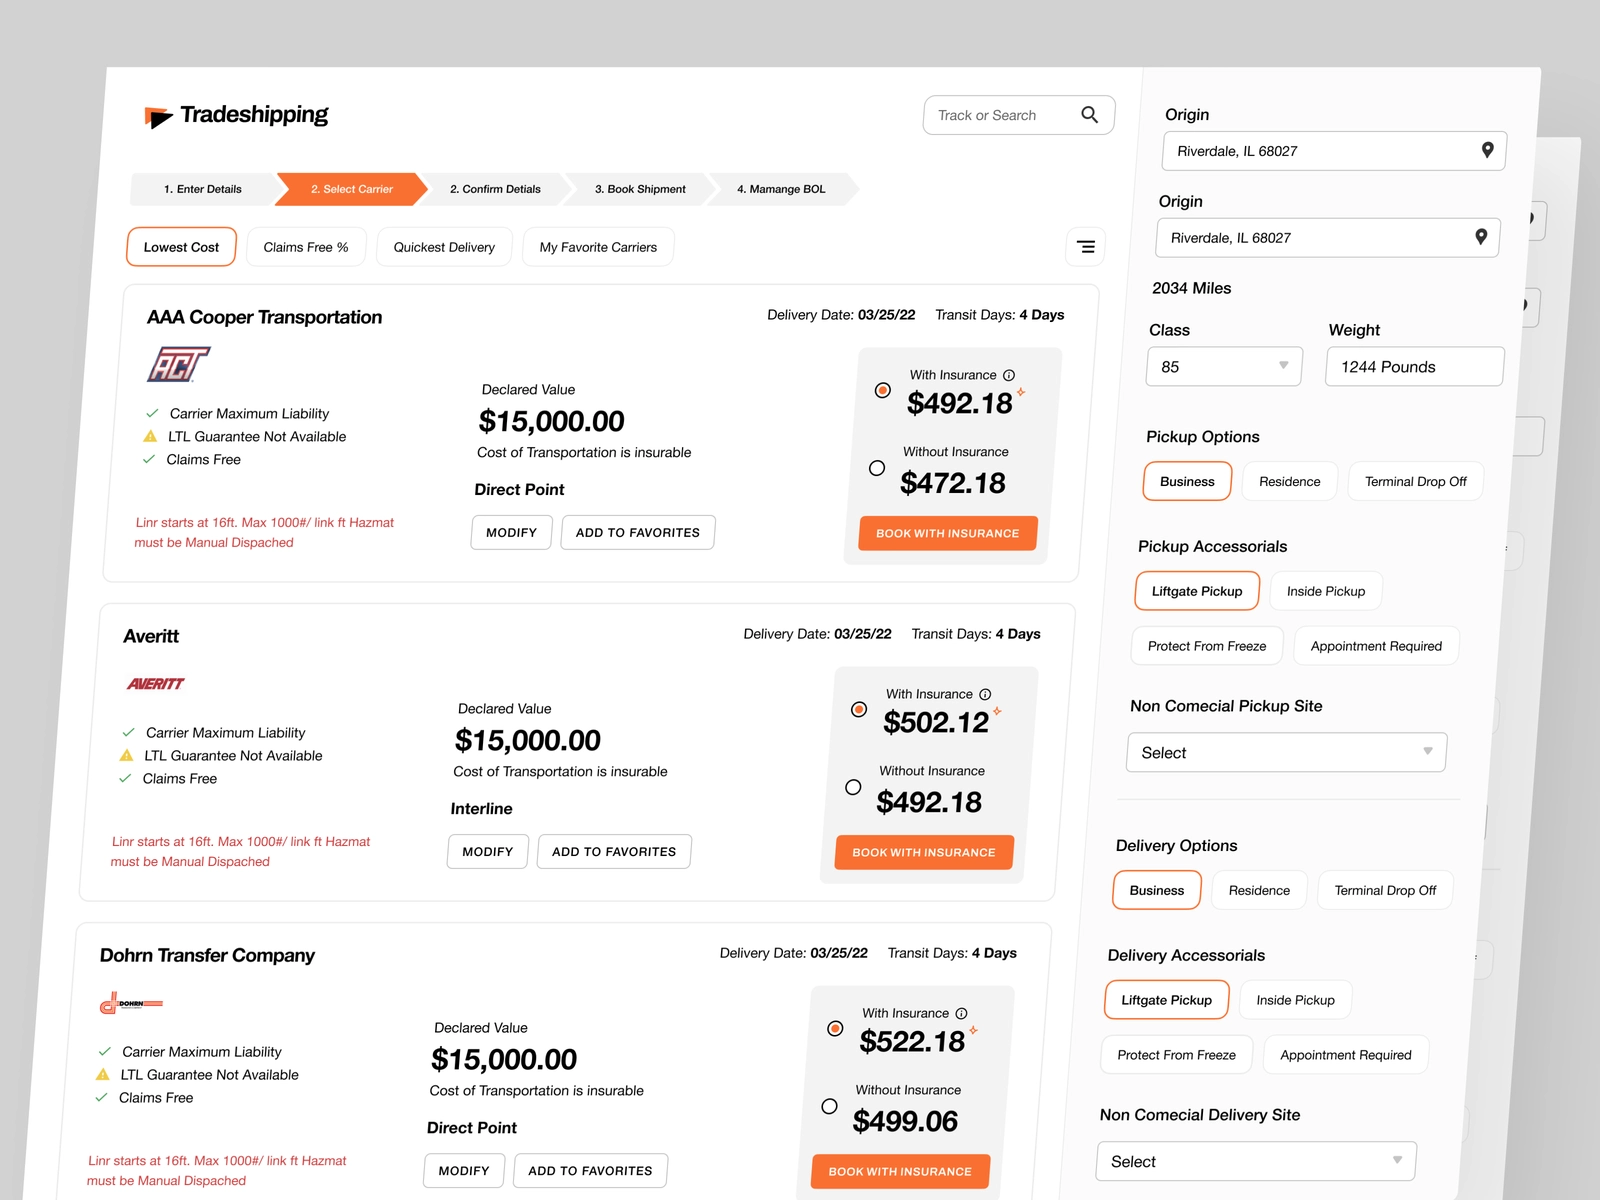 Tradeshipping
Track or Search
1. Enter Details
2. Select Carrier
2. Confirm Detials
3. Book Shipment
4. Mamange BOL
Lowest Cost
Claims Free %
Quickest Delivery
My Favorite Carriers
AAA Cooper Transportation
Delivery Date: 03/25/22
Transit Days: 4 Days
ACT
Carrier Maximum Liability
LTL Guarantee Not Available
Claims Free
Linr starts at 16ft. Max 1000#/ link ft Hazmat
must be Manual Dispached
Declared Value
$15,000.00
Cost of Transportation is insurable
Direct Point
MODIFY
ADD TO FAVORITES
With Insurance
$492.18
Without Insurance
$472.18
BOOK WITH INSURANCE
Averitt
Delivery Date: 03/25/22
Transit Days: 4 Days
AVERITT
Carrier Maximum Liability
LTL Guarantee Not Available
Claims Free
Linr starts at 16ft. Max 1000#/ link ft Hazmat
must be Manual Dispached
Declared Value
$15,000.00
Cost of Transportation is insurable
Interline
MODIFY
ADD TO FAVORITES
With Insurance
$502.12
Without Insurance
$492.18
BOOK WITH INSURANCE
Dohrn Transfer Company
Delivery Date: 03/25/22
Transit Days: 4 Days
DOHRN
Carrier Maximum Liability
LTL Guarantee Not Available
Claims Free
Linr starts at 16ft. Max 1000#/ link ft Hazmat
must be Manual Dispached
Declared Value
$15,000.00
Cost of Transportation is insurable
Direct Point
MODIFY
ADD TO FAVORITES
With Insurance
$522.18
Without Insurance
$499.06
BOOK WITH INSURANCE
Origin
Riverdale, IL 68027
Origin
Riverdale, IL 68027
2034 Miles
Class
85
Weight
1244 Pounds
Pickup Options
Business
Residence
Terminal Drop Off
Pickup Accessorials
Liftgate Pickup
Inside Pickup
Protect From Freeze
Appointment Required
Non Comecial Pickup Site
Select
Delivery Options
Business
Residence
Terminal Drop Off
Delivery Accessorials
Liftgate Pickup
Inside Pickup
Protect From Freeze
Appointment Required
Non Comecial Delivery Site
Select